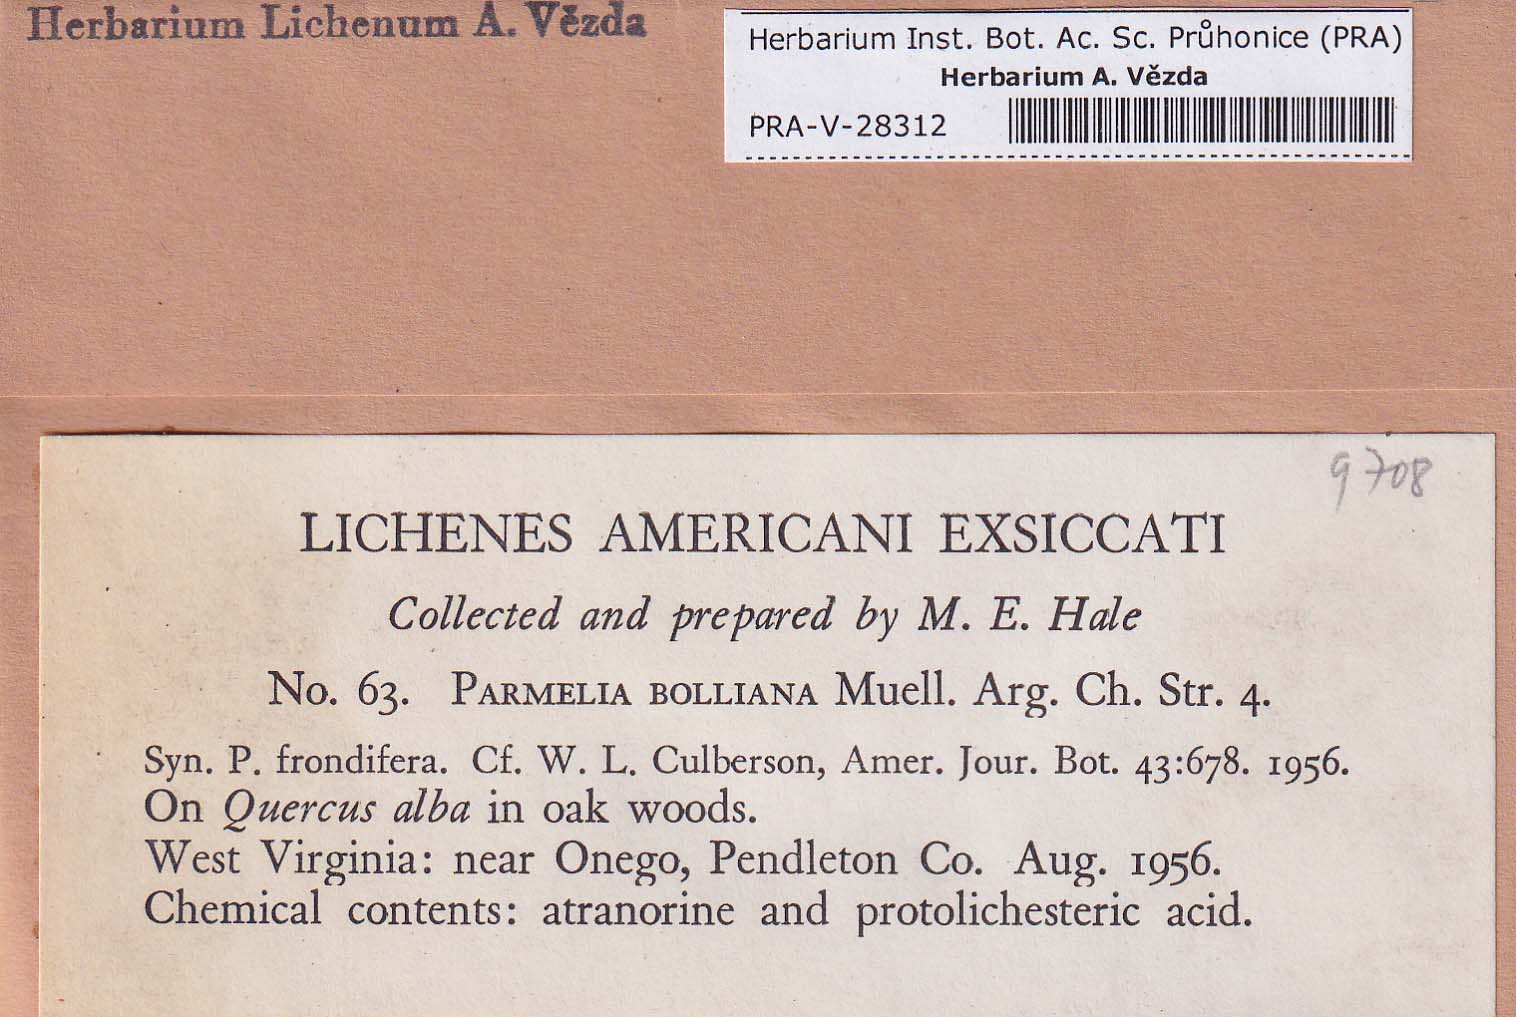 Herbarium Lichenum A. Vězda
Herbarium Inst. Bot. Ac. Sc. Průhonice (PRA)
Herbarium A. Vězda
PRA-V-28312
9708
LICHENES AMERICANI EXSICCATI
Collected and prepared by M. E. Hale
No. 63. PARMELIA BOLLIANA Muell. Arg. Ch. Str. 4.
Syn. P. frondifera. Cf. W. L. Culberson, Amer. Jour. Bot. 43:678. 1956.
On Quercus alba in oak woods.
West Virginia: near Onego, Pendleton Co. Aug. 1956.
Chemical contents: atranorine and protolichesteric acid.